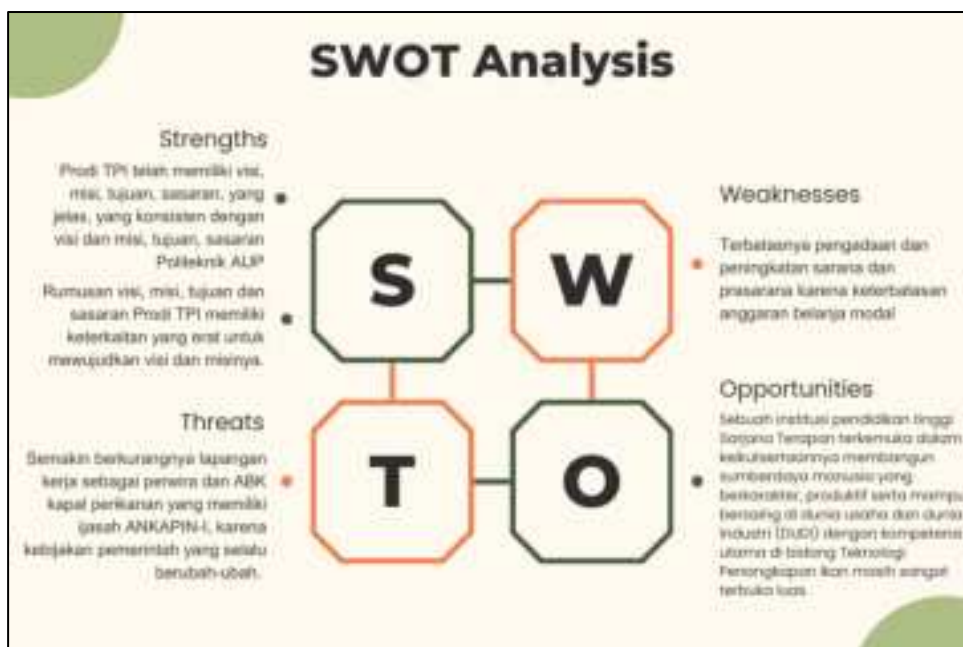 SWOT Analysis
Strengths
Prodi TPI telah memiliki visi,
misi, tujuan, sasaran, yang
jelas, yang konsisten dengan
visi dan misi, tujuan, sasaran
Politeknik AUP
Rumusan visi, misi, tujuan dan
sasaran Prodi TPI memiliki
keterkaitan yang erat untuk
mewujudkan visi dan misinya.
S
W
Weaknesses
Terbatasnya pengadaan dan
peningkatan sarana dan
prasarana karena keterbatasan
anggaran belanja modal
Threats
Semakin berkurangnya lapangan
kerja sebagai perwira dan ABK
kapal perikanan yang memiliki
ijasah ANKAPIN-I, karena
kebijakan pemerintah yang selalu
berubah-ubah.
T
O
Opportunities
Sebuah institusi pendidikan tinggi
Sarjana Terapan terkemuka dalam
keikutsertaannya membangun
sumberdaya manusia yang
berkarakter, produktif serta mampu
bersaing di dunia usaha dan dunia
Industri (DUDI) dengan kompetensi
utama di bidang Teknologi
Penangkapan Ikan masih sangat
terbuka luas.